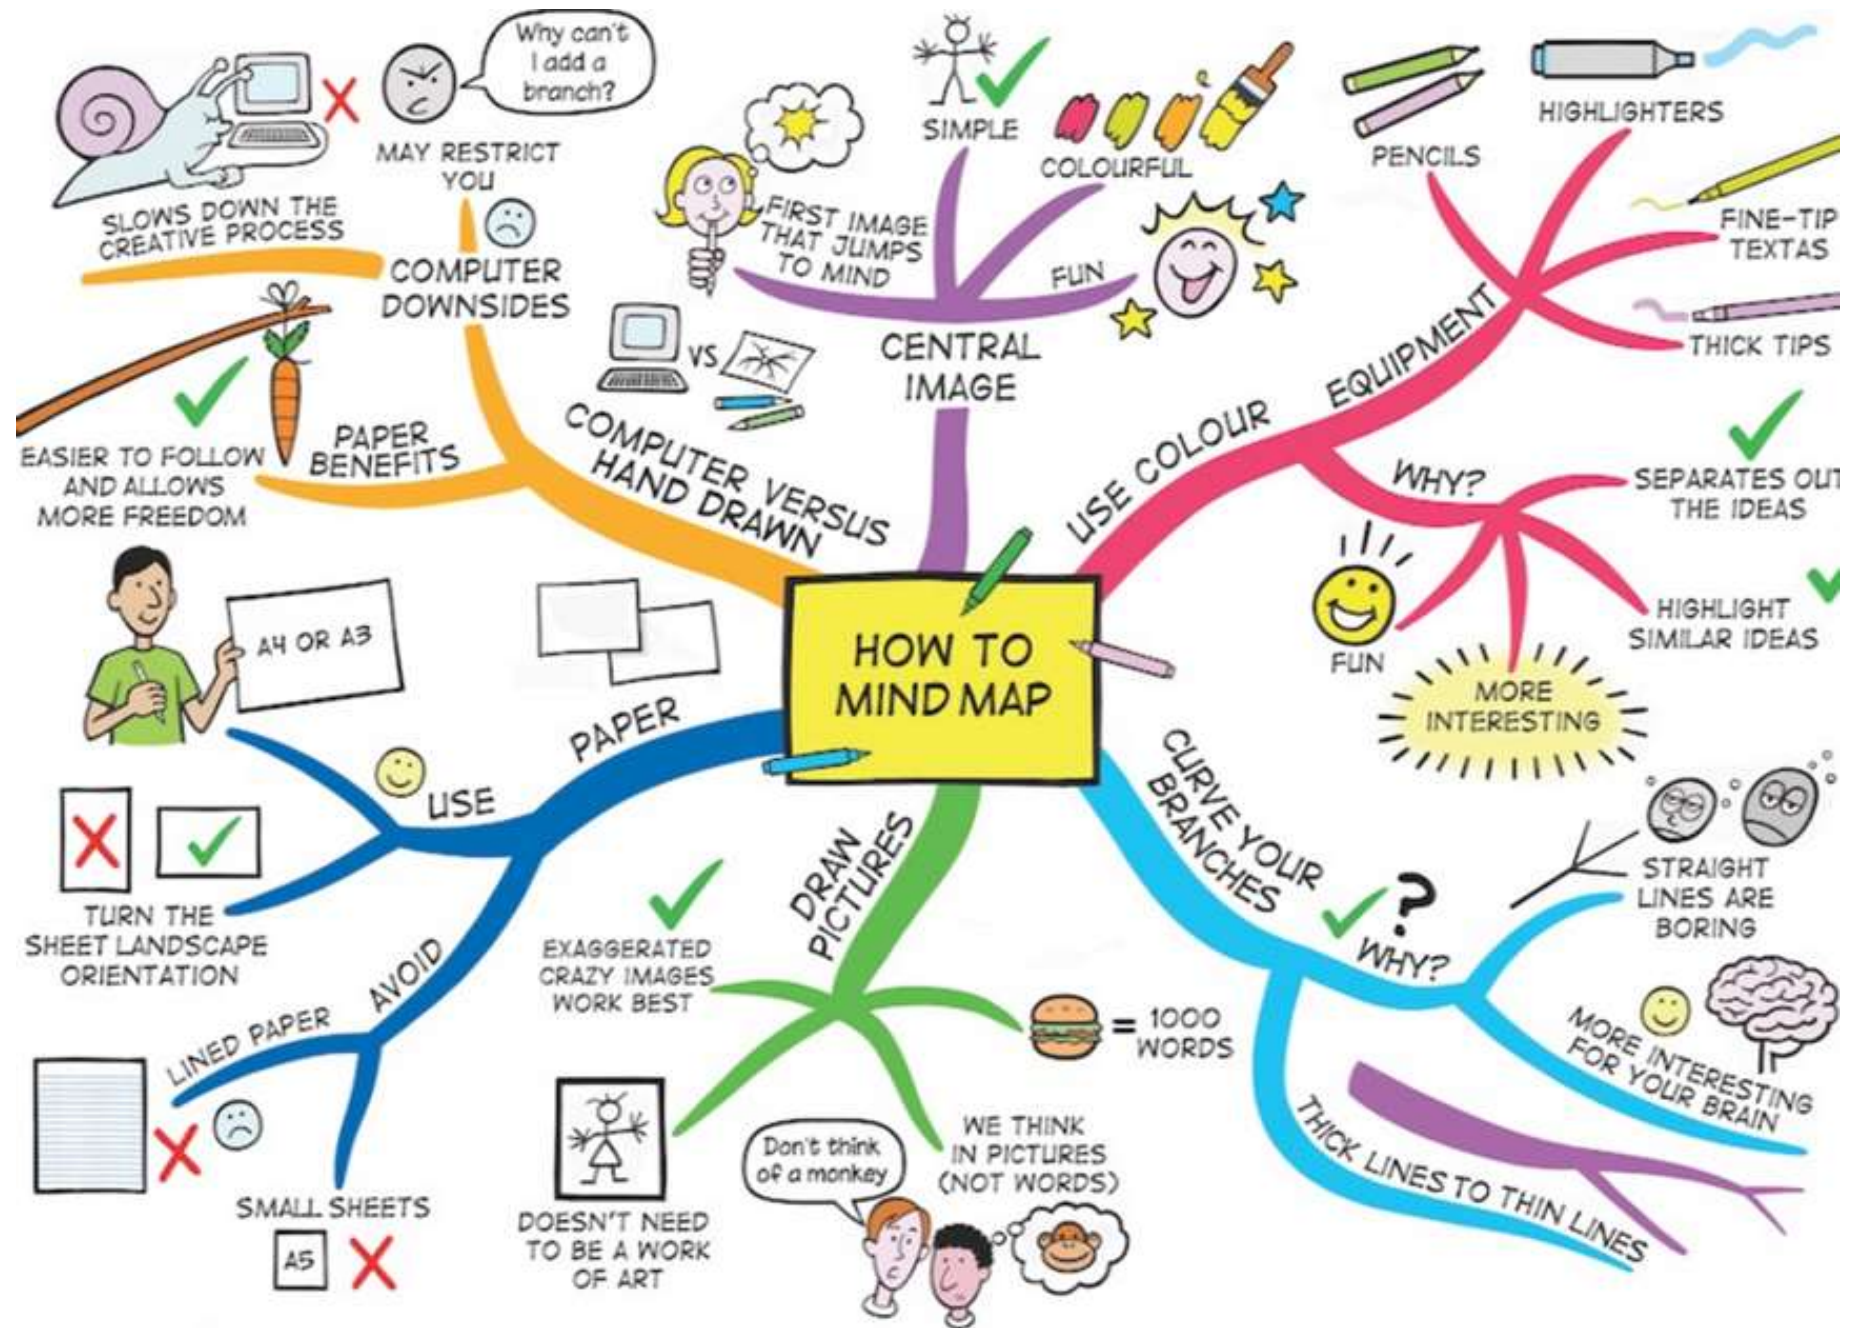 HOW TO
MIND MAP
CENTRAL
IMAGE
FIRST IMAGE
THAT JUMPS
TO MIND
SIMPLE
COLOURFUL
FUN
USE COLOUR
EQUIPMENT
PENCILS
HIGHLIGHTERS
FINE-TIP
TEXTAS
THICK TIPS
WHY?
SEPARATES OUT
THE IDEAS
HIGHLIGHT
SIMILAR IDEAS
MORE
INTERESTING
FUN
CURVE YOUR
BRANCHES
?
WHY?
STRAIGHT
LINES ARE
BORING
MORE INTERESTING
FOR YOUR BRAIN
THICK LINES TO THIN LINES
DRAW
PICTURES
= 1000
WORDS
WE THINK
IN PICTURES
(NOT WORDS)
Don't think
of a monkey
DOESN'T NEED
TO BE A WORK
OF ART
EXAGGERATED
CRAZY IMAGES
WORK BEST
PAPER
USE
A4 OR A3
TURN THE
SHEET LANDSCAPE
ORIENTATION
AVOID
LINED PAPER
SMALL SHEETS
A5
COMPUTER VERSUS
HAND DRAWN
VS
PAPER
BENEFITS
EASIER TO FOLLOW
AND ALLOWS
MORE FREEDOM
COMPUTER
DOWNSIDES
SLOWS DOWN THE
CREATIVE PROCESS
MAY RESTRICT
YOU
Why can't
I add a
branch?